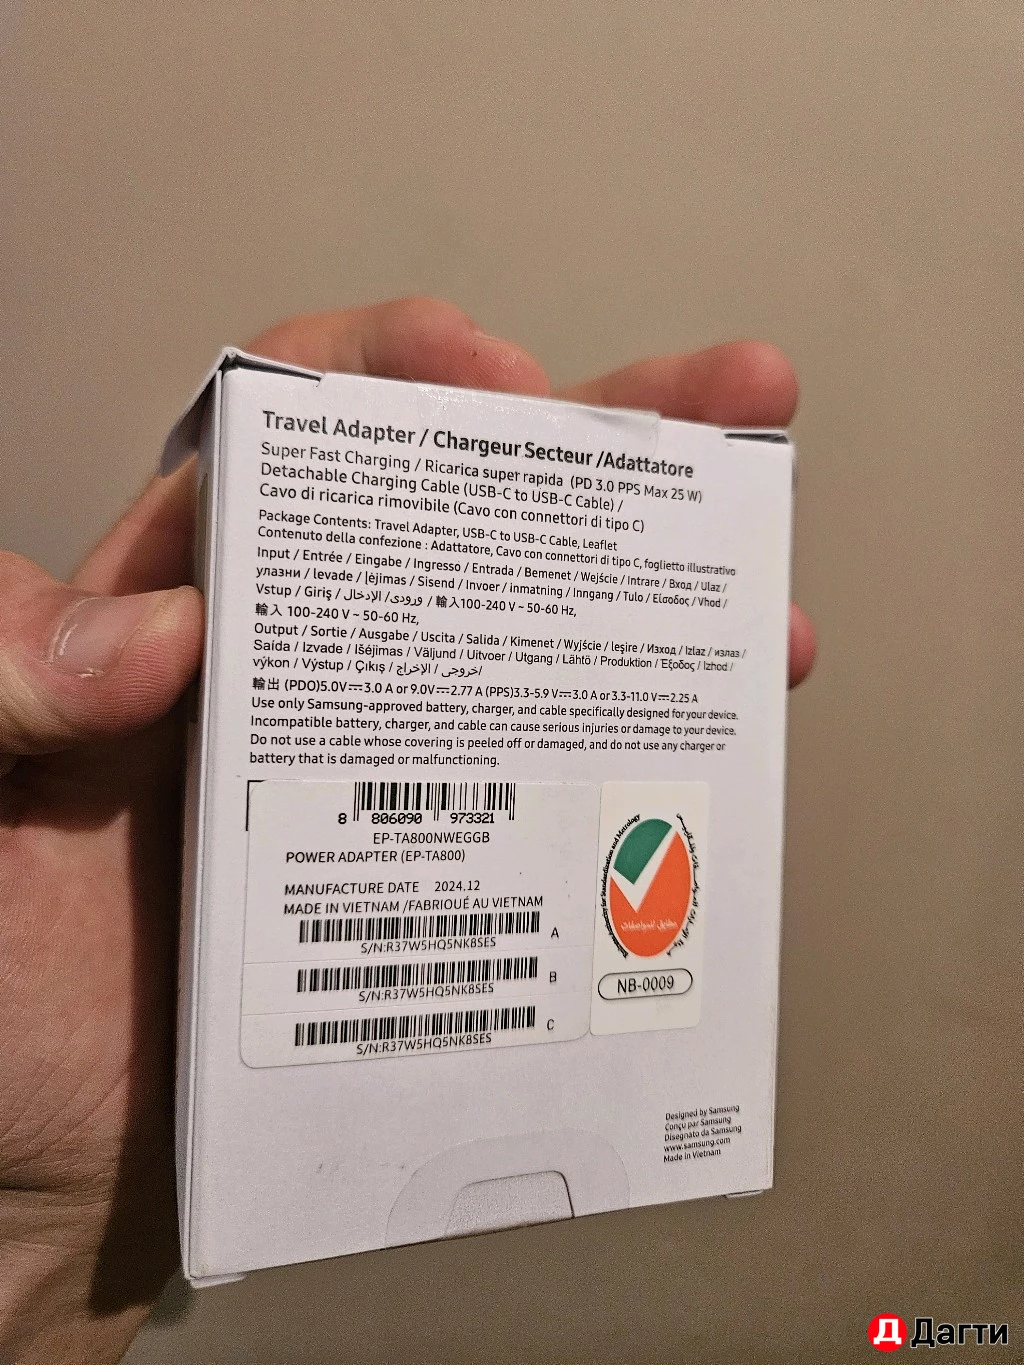 Travel Adapter / Chargeur Secteur /Adattatore
Super Fast Charging / Ricarica super rapida (PD 3.0 PPS Max 25 W)
Detachable Charging Cable (USB-C to USB-C Cable) /
Cavo di ricarica rimovibile (Cavo con connettori di tipo C)
Package Contents: Travel Adapter, USB-C to USB-C Cable, Leaflet
Contenuto della confezione : Adattatore, Cavo con connettori di tipo C, foglietto illustrativo
Input / Entrée / Eingabe / Ingresso / Entrada / Bemenet / Wejście / Intrare / Вход / Ulaz /
улазни / Ievade / Įėjimas / Sisend / Invoer / inmatning / Inngang / Tulo / Είσοδος / Vhod /
Vstup / Giriş / ورودی/ الإدخال / 輸入100-240 V ~ 50-60 Hz,
輸入 100-240 V ~ 50-60 Hz,
Output / Sortie / Ausgabe / Uscita / Salida / Kimenet / Wyjście / Ieşire / Изход / Izlaz / излаз /
Saída / Izvade / Išėjimas / Väljund / Uitvoer / Utgang / Lähtö / Produktion / Έξοδος / Izhod /
výkon / Výstup / Çıkış / خروجی/ الإخراج/
輸出 (PDO)5.0V⎓3.0 A or 9.0V⎓2.77 A (PPS)3.3-5.9 V⎓3.0 A or 3.3-11.0 V⎓2.25 A
Use only Samsung-approved battery, charger, and cable specifically designed for your device.
Incompatible battery, charger, and cable can cause serious injuries or damage to your device.
Do not use a cable whose covering is peeled off or damaged, and do not use any charger or
battery that is damaged or malfunctioning.
8 806090 973321
EP-TA800NWEGGB
POWER ADAPTER (EP-TA800)
MANUFACTURE DATE 2024.12
MADE IN VIETNAM /FABRIQUÉ AU VIETNAM
A
S/N:R37W5HQ5NK8SES
B
S/N:R37W5HQ5NK8SES
C
S/N:R37W5HQ5NK8SES
Authority for Standardization and Metrology
مطابق للمواصفات
NB-0009
Designed by Samsung
Conçu par Samsung
Disegnato da Samsung
www.samsung.com
Made in Vietnam
Д Дагти